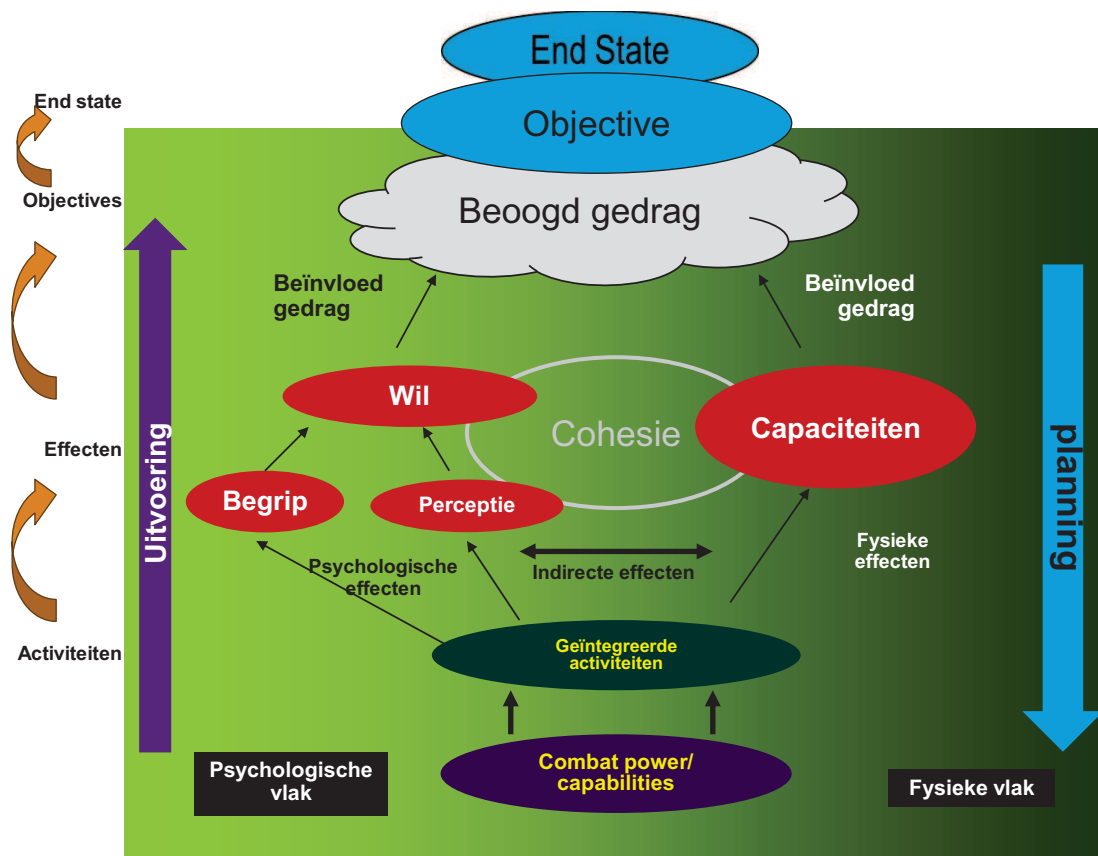 End State
End state
Objective
Objectives
Beoogd gedrag
Beïnvloed
gedrag
Beïnvloed
gedrag
Wil
Cohesie
Capaciteiten
Effecten
Uitvoering
planning
Begrip
Perceptie
Psychologische
effecten
Indirecte effecten
Fysieke
effecten
Activiteiten
Geïntegreerde
activiteiten
Combat power/
capabilities
Psychologische
vlak
Fysieke vlak